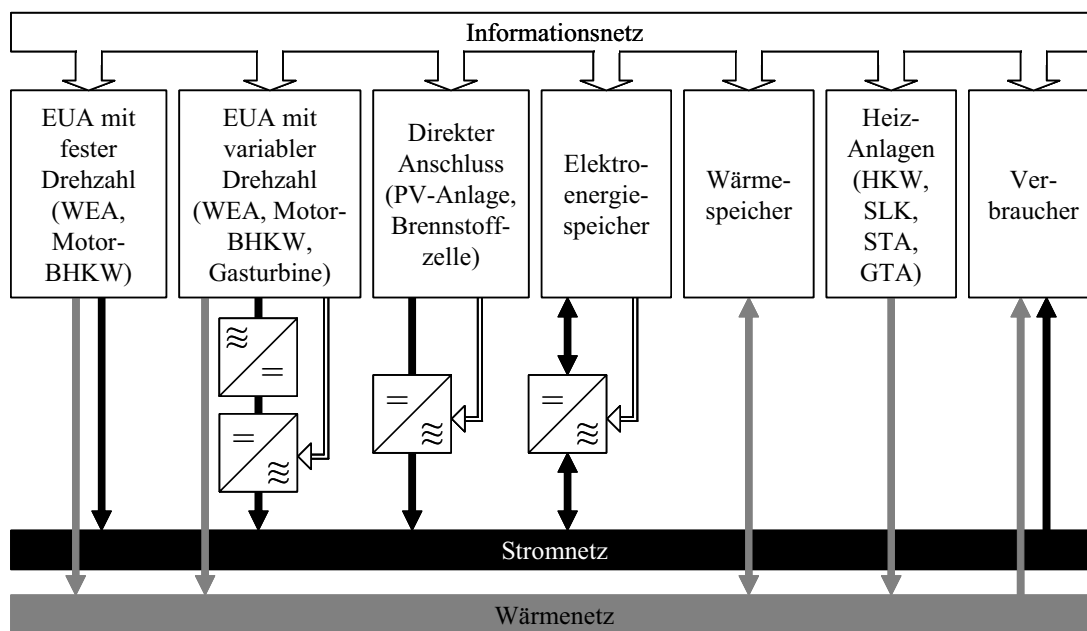 Informationsnetz
EUA mit
fester
Drehzahl
(WEA,
Motor-
BHKW)
EUA mit
variabler
Drehzahl
(WEA, Motor-
BHKW,
Gasturbine)
Direkter
Anschluss
(PV-Anlage,
Brennstoff-
zelle)
Elektro-
energie-
speicher
Wärme-
speicher
Heiz-
Anlagen
(HKW,
SLK,
STA,
GTA)
Ver-
braucher
Stromnetz
Wärmenetz